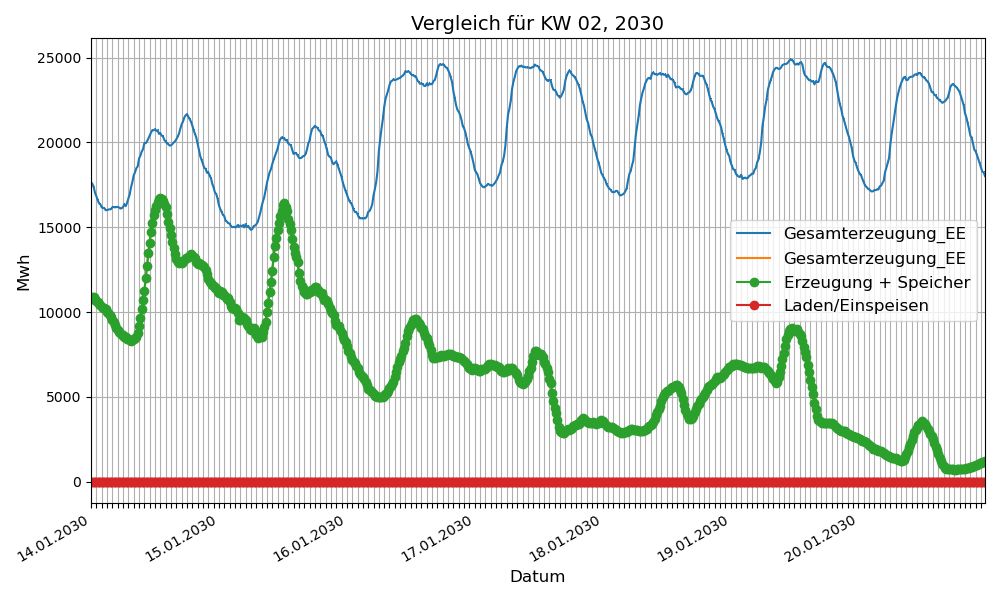 Vergleich für KW 02, 2030
25000
20000
15000
10000
5000
0
Mwh
Gesamterzeugung_EE
Gesamterzeugung_EE
Erzeugung + Speicher
Laden/Einspeisen
14.01.2030
15.01.2030
16.01.2030
17.01.2030
18.01.2030
19.01.2030
20.01.2030
Datum